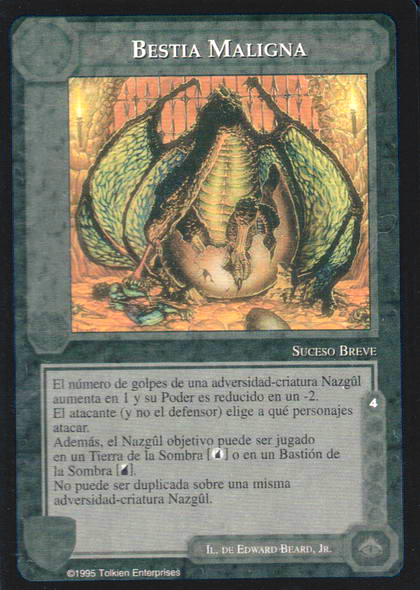 Bestia Maligna
Suceso Breve
El número de golpes de una adversidad-criatura Nazgûl
aumenta en 1 y su Poder es reducido en un -2.
El atacante (y no el defensor) elige a qué personajes
atacar.
Además, el Nazgûl objetivo puede ser jugado
en un Tierra de la Sombra [] o en un Bastión de
la Sombra [].
No puede ser duplicada sobre una misma
adversidad-criatura Nazgûl.
4
Il. de Edward Beard, Jr.
©1995 Tolkien Enterprises